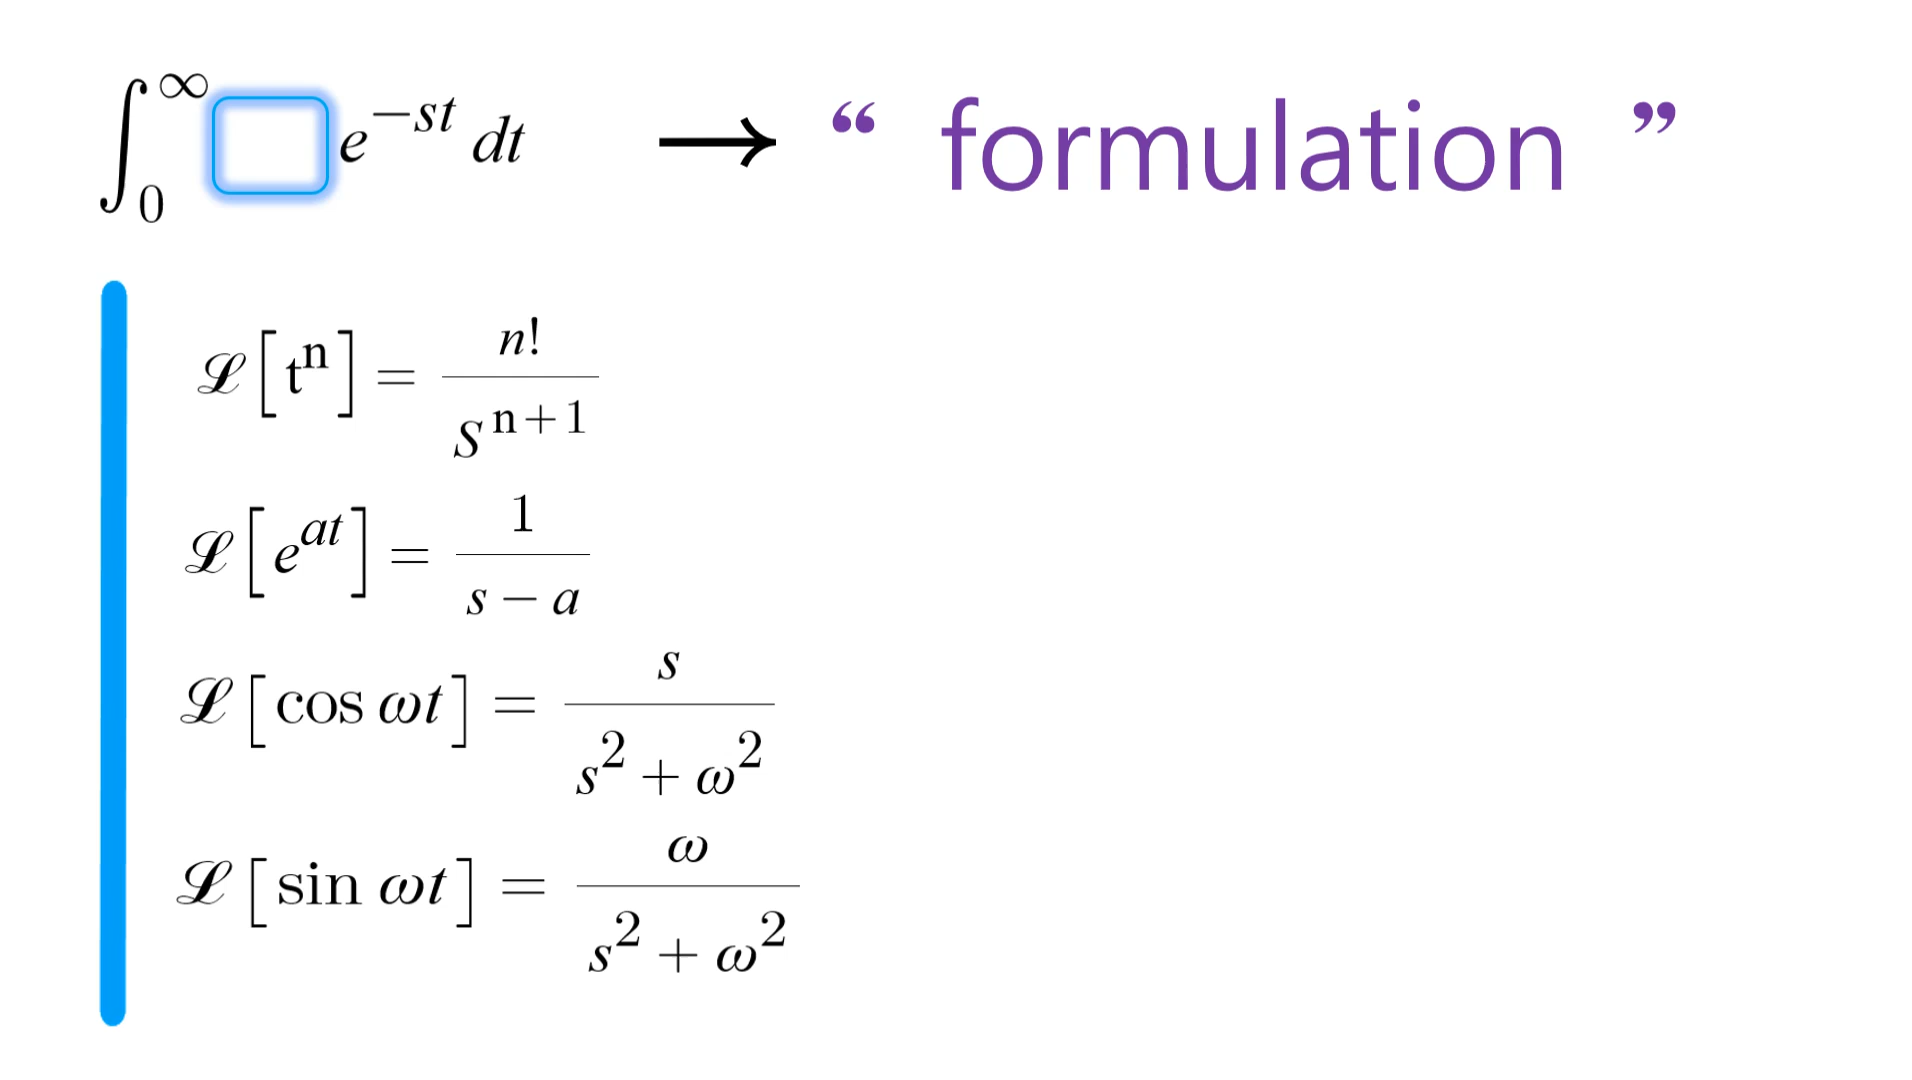 ∫₀^∞ □ e^{−st} dt → “ formulation ”
ℒ[tⁿ] = n! / s^{n+1}
ℒ[e^{at}] = 1 / (s − a)
ℒ[cos ωt] = s / (s² + ω²)
ℒ[sin ωt] = ω / (s² + ω²)